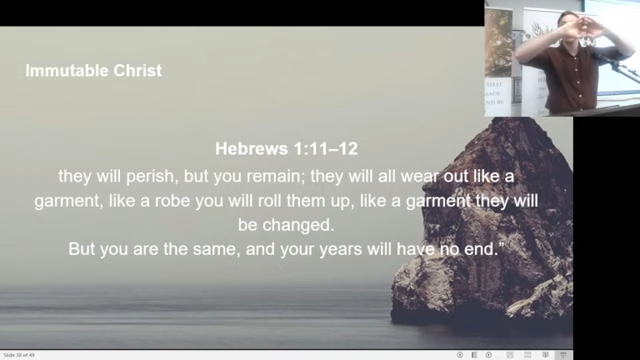 Immutable Christ
Hebrews 1:11–12
they will perish, but you remain; they will all wear out like a
garment, like a robe you will roll them up, like a garment they will
be changed.
But you are the same, and your years will have no end.”
Slide 38 of 49